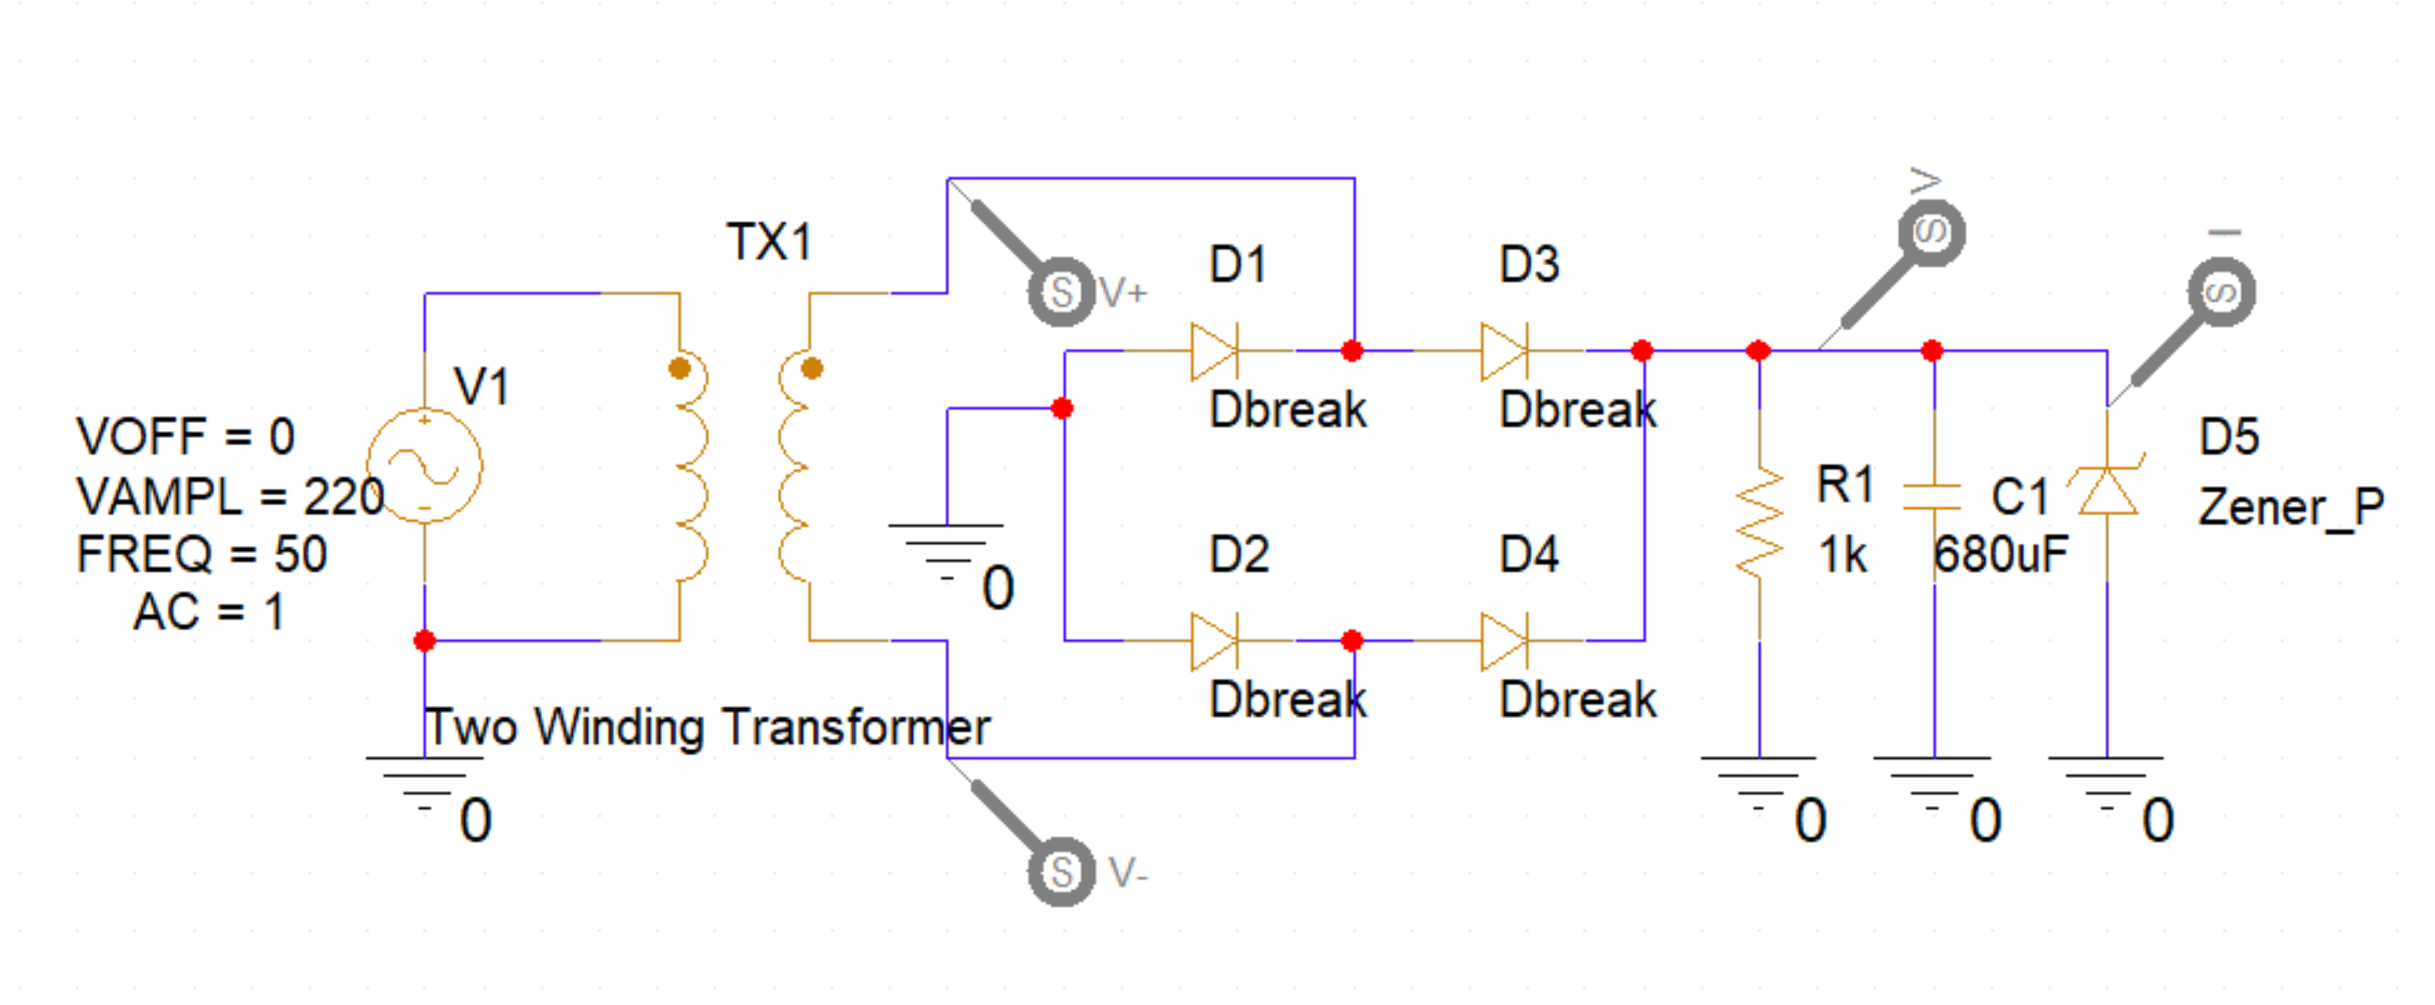 V
I
TX1
D1
D3
V+
V1
Dbreak
Dbreak
VOFF = 0
VAMPL = 220
FREQ = 50
AC = 1
+
-
S
S
S
S
R1
1k
C1
680uF
D5
Zener_P
D2
D4
0
Dbreak
Dbreak
Two Winding Transformer
0
0
0
0
V-